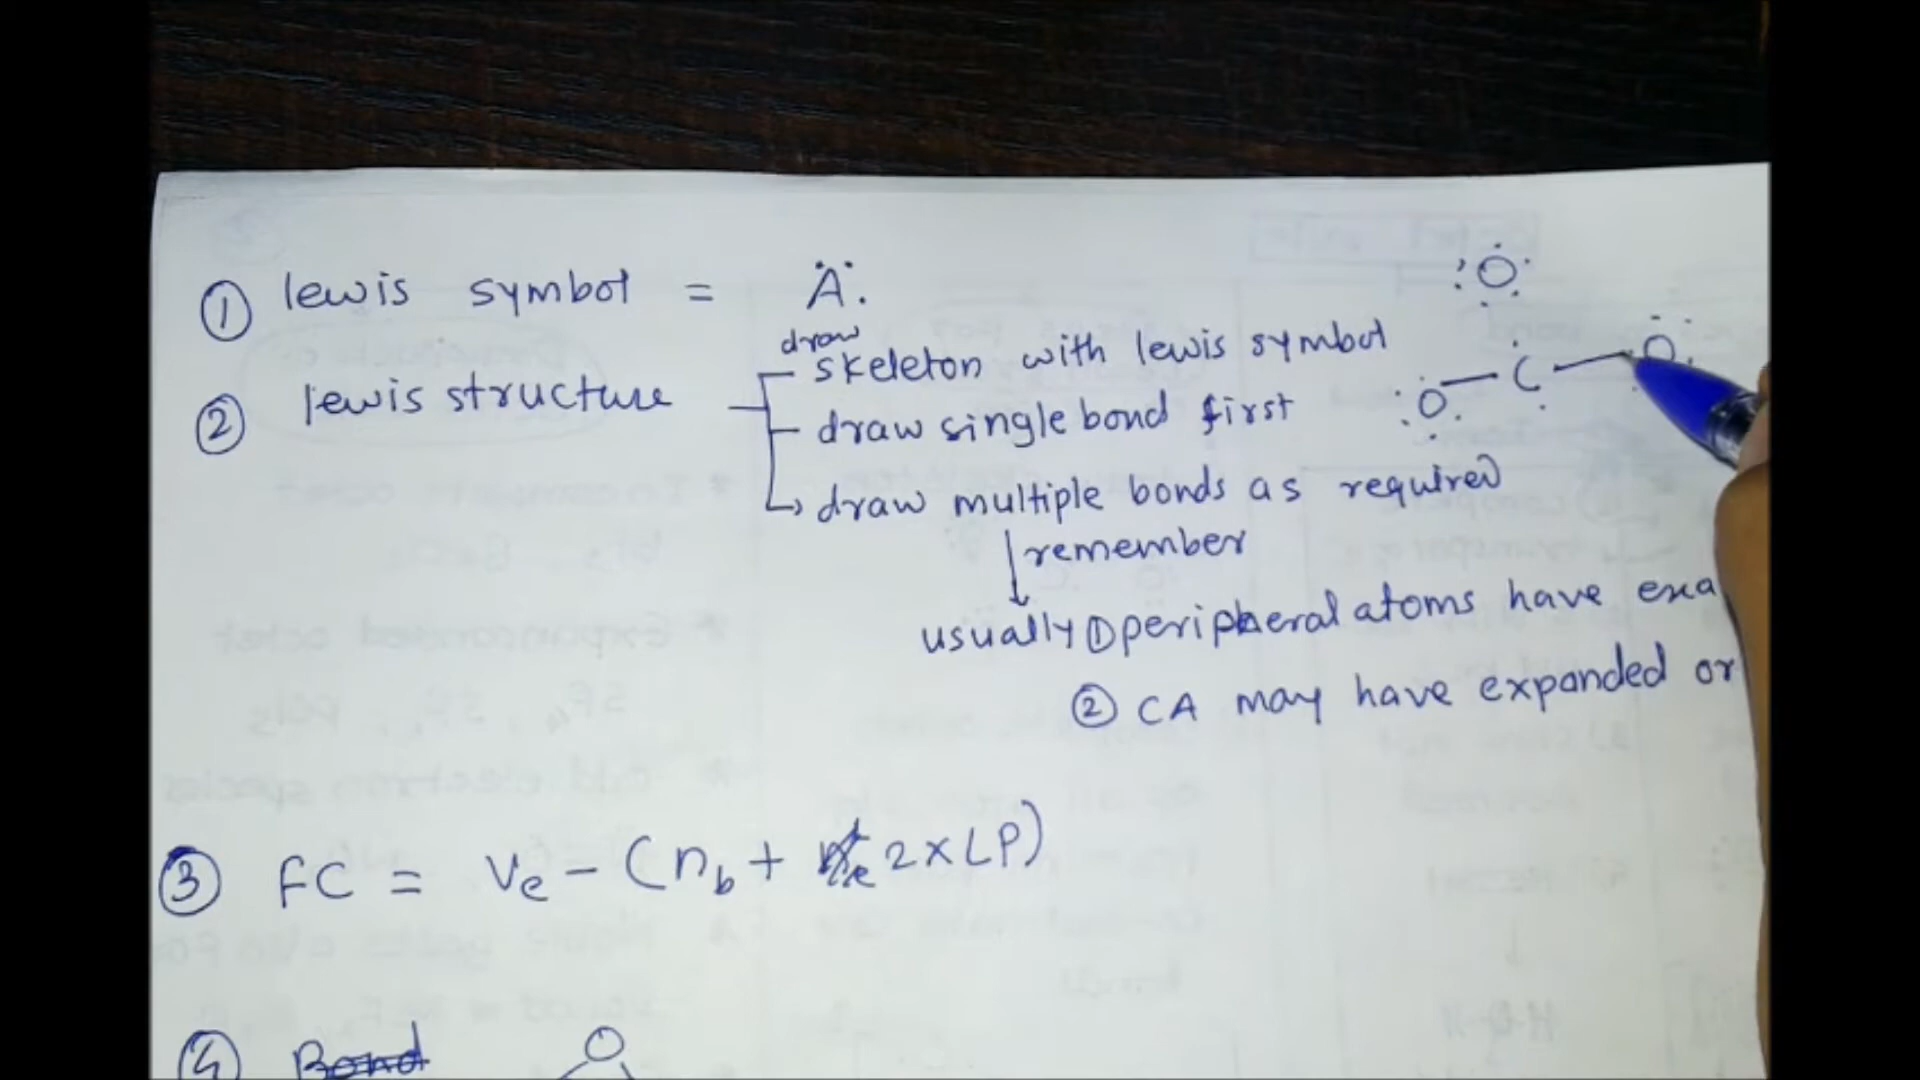 ① lewis symbol = Ä.
② lewis structure
draw
skeleton with lewis symbol
draw single bond first
draw multiple bonds as required
remember
usually ① peripheral atoms have exa
② CA may have expanded or
O
O — C — O
③ FC = Ve - (nb + 2×LP)
④ Bond
O